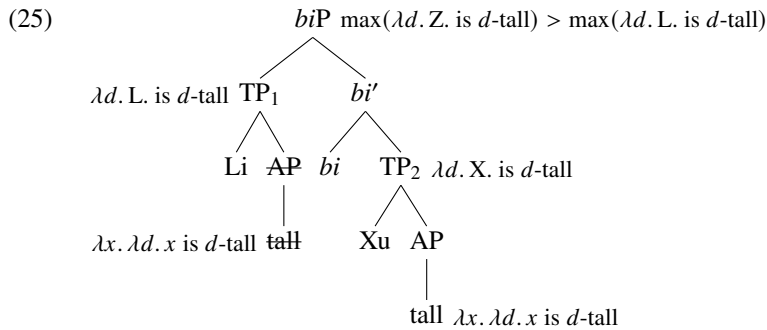 (25) biP max(λd. Z. is d-tall) > max(λd. L. is d-tall)
λd. L. is d-tall TP₁ bi′
Li AP bi TP₂ λd. X. is d-tall
λx. λd. x is d-tall tall Xu AP
tall λx. λd. x is d-tall